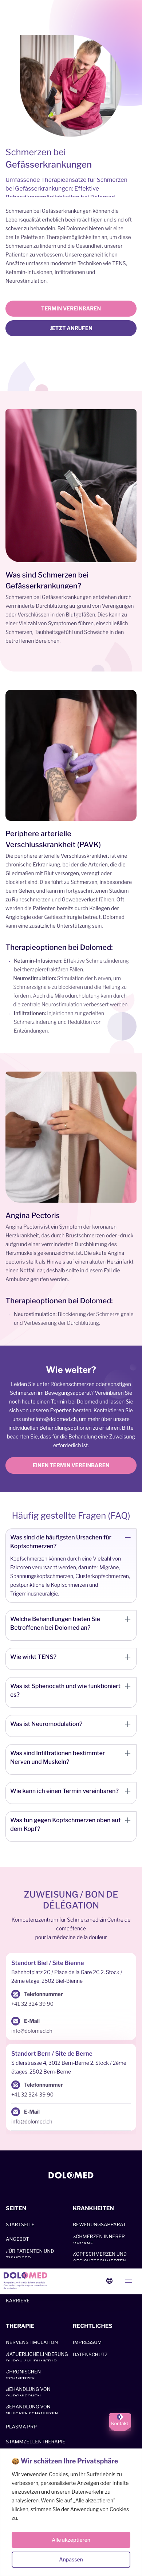 Schmerzen bei
Gefässerkrankungen
Umfassende Therapieansätze für Schmerzen
bei Gefässerkrankungen: Effektive
Schmerzen bei Gefässerkrankungen können die
Lebensqualität erheblich beeinträchtigen und sind oft
schwer zu behandeln. Bei Dolomed bieten wir eine
breite Palette an Therapiemöglichkeiten an, um diese
Schmerzen zu lindern und die Gesundheit unserer
Patienten zu verbessern. Unsere ganzheitlichen
Ansätze umfassen modernste Techniken wie TENS,
Ketamin-Infusionen, Infiltrationen und
Neurostimulation.
TERMIN VEREINBAREN
JETZT ANRUFEN
Was sind Schmerzen bei
Gefässerkrankungen?
Schmerzen bei Gefässerkrankungen entstehen durch
verminderte Durchblutung aufgrund von Verengungen
oder Verschlüssen in den Blutgefäßen. Dies kann zu
einer Vielzahl von Symptomen führen, einschließlich
Schmerzen, Taubheitsgefühl und Schwäche in den
betroffenen Bereichen.
Periphere arterielle
Verschlusskrankheit (PAVK)
Die periphere arterielle Verschlusskrankheit ist eine
chronische Erkrankung, bei der die Arterien, die die
Gliedmaßen mit Blut versorgen, verengt oder
blockiert sind. Dies führt zu Schmerzen, insbesondere
beim Gehen, und kann im fortgeschrittenen Stadium
zu Ruheschmerzen und Gewebeverlust führen. Oft
werden die Patienten bereits durch Kollegen der
Angiologie oder Gefässchirurgie betreut. Dolomed
kann eine zusätzliche Unterstützung sein.
Therapieoptionen bei Dolomed:
Ketamin-Infusionen: Effektive Schmerzlinderung
bei therapierefraktären Fällen.
Neurostimulation: Stimulation der Nerven, um
Schmerzsignale zu blockieren und die Heilung zu
fördern. Auch die Mikrodurchblutung kann durch
die zentrale Neurostimulation verbessert werden.
Infiltrationen: Injektionen zur gezielten
Schmerzlinderung und Reduktion von
Entzündungen.
Angina Pectoris
Angina Pectoris ist ein Symptom der koronaren
Herzkrankheit, das durch Brustschmerzen oder -druck
aufgrund einer verminderten Durchblutung des
Herzmuskels gekennzeichnet ist. Die akute Angina
pectoris stellt als Hinweis auf einen akuten Herzinfarkt
einen Notfall dar, deshalb sollte in diesem Fall die
Ambulanz gerufen werden.
Therapieoptionen bei Dolomed:
Neurostimulation: Blockierung der Schmerzsignale
und Verbesserung der Durchblutung.
Wie weiter?
Leiden Sie unter Rückenschmerzen oder sonstigen
Schmerzen im Bewegungsapparat? Vereinbaren Sie
noch heute einen Termin bei Dolomed und lassen Sie
sich von unseren Experten beraten. Kontaktieren Sie
uns unter info@dolomed.ch, um mehr über unsere
individuellen Behandlungsoptionen zu erfahren. Bitte
beachten Sie, dass für die Behandlung eine Zuweisung
erforderlich ist.
EINEN TERMIN VEREINBAREN
Häufig gestellte Fragen (FAQ)
Was sind die häufigsten Ursachen für
Kopfschmerzen?
Kopfschmerzen können durch eine Vielzahl von
Faktoren verursacht werden, darunter Migräne,
Spannungskopfschmerzen, Clusterkopfschmerzen,
postpunktionelle Kopfschmerzen und
Trigeminusneuralgie.
Welche Behandlungen bieten Sie
Betroffenen bei Dolomed an?
Wie wirkt TENS?
Was ist Sphenocath und wie funktioniert
es?
Was ist Neuromodulation?
Was sind Infiltrationen bestimmter
Nerven und Muskeln?
Wie kann ich einen Termin vereinbaren?
Was tun gegen Kopfschmerzen oben auf
dem Kopf?
ZUWEISUNG / BON DE
DÉLÉGATION
Kompetenzzentrum für Schmerzmedizin Centre de
compétence
pour la médecine de la douleur
Standort Biel / Site Bienne
Bahnhofplatz 2C / Place de la Gare 2C 2. Stock /
2ème étage, 2502 Biel-Bienne
Telefonnummer
+41 32 324 39 90
E-Mail
info@dolomed.ch
Standort Bern / Site de Berne
Sidlerstrasse 4, 3012 Bern-Berne 2. Stock / 2ème
étages, 2502 Bern-Berne
Telefonnummer
+41 32 324 39 90
E-Mail
info@dolomed.ch
DOLOMED
SEITEN
KRANKHEITEN
STARTSEITE
BEWEGUNGSAPPARAT
ANGEBOT
SCHMERZEN INNERER
FÜR PATIENTEN UND
KOPFSCHMERZEN UND
DOLOMED
KARRIERE
THERAPIE
RECHTLICHES
NERVENSTIMULATION
IMPRESSUM
NATUERLICHE LINDERUNG
DATENSCHUTZ
CHRONISCHEN
BEHANDLUNG VON
BEHANDLUNG VON
PLASMA PRP
Kontakt
STAMMZELLENTHERAPIE
Wir schätzen Ihre Privatsphäre
Wir verwenden Cookies, um Ihr Surferlebnis zu
verbessern, personalisierte Anzeigen oder Inhalte
einzublenden und unseren Datenverkehr zu
analysieren. Wenn Sie auf „Alle akzeptieren"
klicken, stimmen Sie der Anwendung von Cookies
zu.
Alle akzeptieren
Anpassen